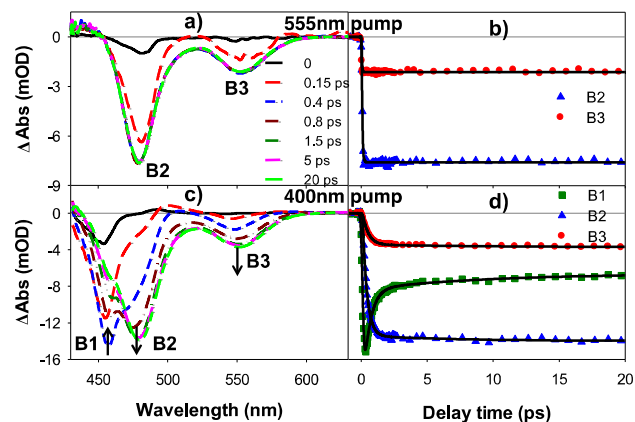 a) 555nm pump b)
0
-3
-6
-9
Δ Abs (mOD)
B2
B3
0
0.15 ps
0.4 ps
0.8 ps
1.5 ps
5 ps
20 ps
B2
B3
c) 400nm pump d)
0
-4
-8
-12
-16
ΔAbs (mOD)
B1
B2
B3
B1
B2
B3
450 500 550 600
0 5 10 15 20
Wavelength (nm)
Delay time (ps)